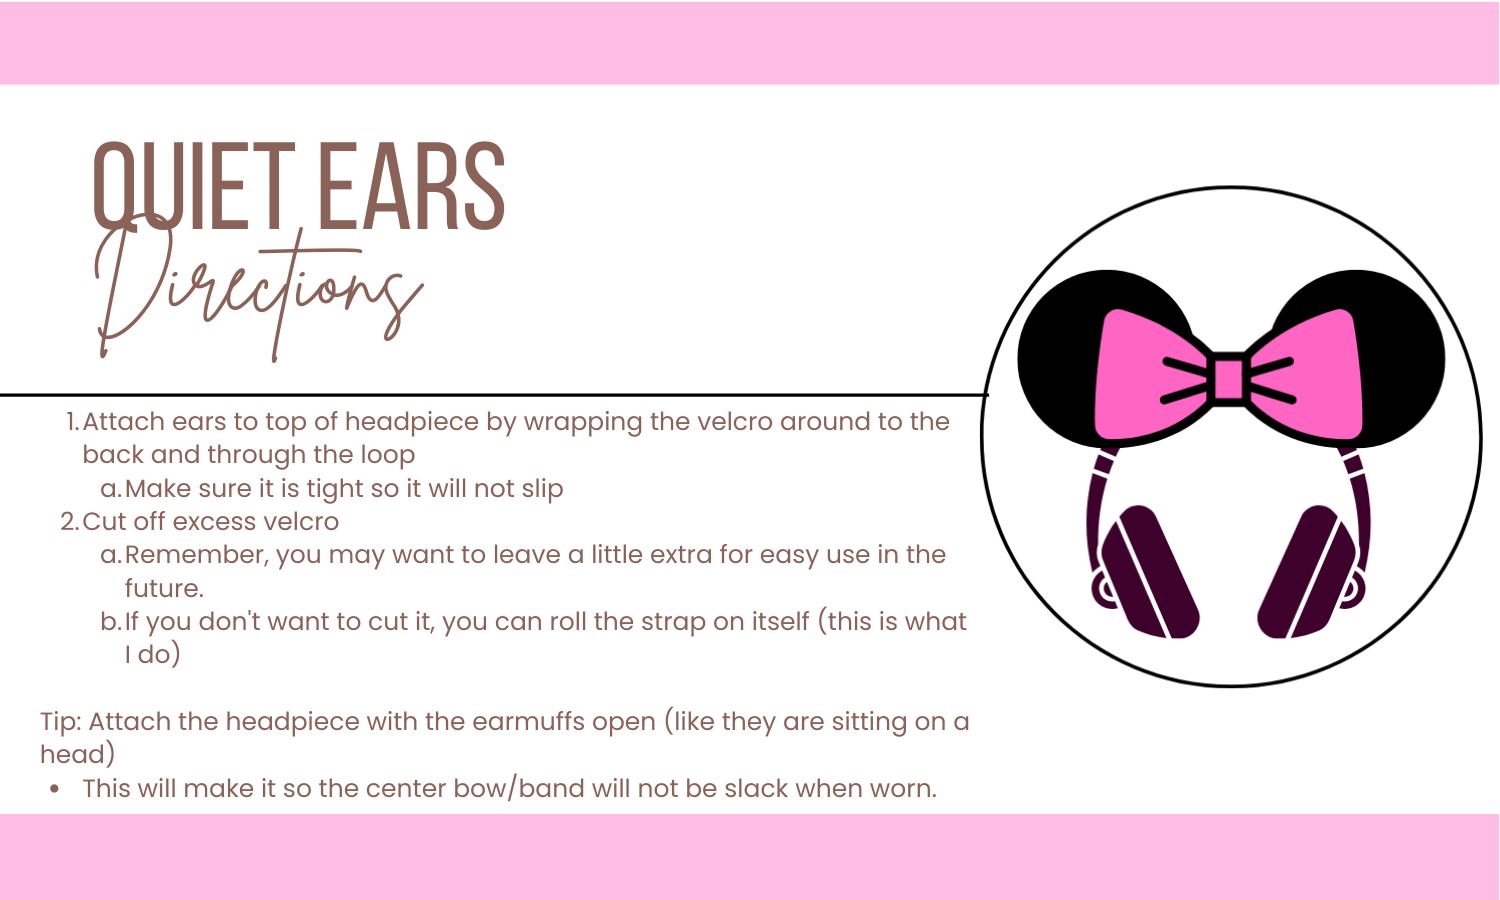 QUIET EARS
Directions
1. Attach ears to top of headpiece by wrapping the velcro around to the
back and through the loop
a. Make sure it is tight so it will not slip
2. Cut off excess velcro
a. Remember, you may want to leave a little extra for easy use in the
future.
b. If you don't want to cut it, you can roll the strap on itself (this is what
I do)
Tip: Attach the headpiece with the earmuffs open (like they are sitting on a
head)
• This will make it so the center bow/band will not be slack when worn.